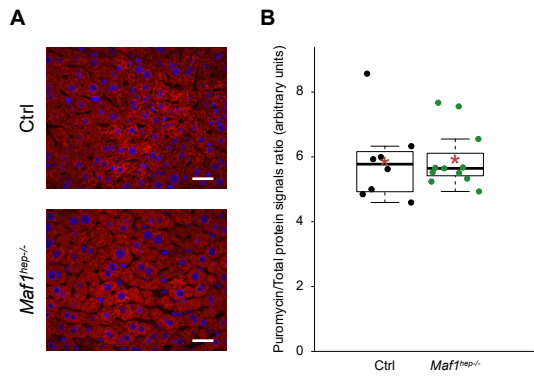 A
B
Ctrl
Maf1hep-/-
Puromycin/Total protein signals ratio (arbitrary units)
8
6
4
2
0
Ctrl
Maf1hep-/-